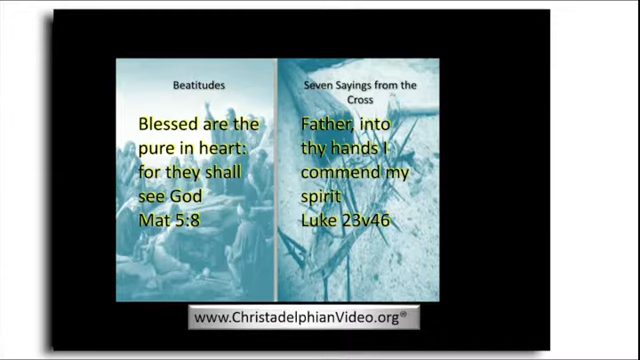 Beatitudes
Blessed are the
pure in heart:
for they shall
see God
Mat 5:8
Seven Sayings from the
Cross
Father, into
thy hands I
commend my
spirit
Luke 23v46
www.ChristadelphianVideo.org®